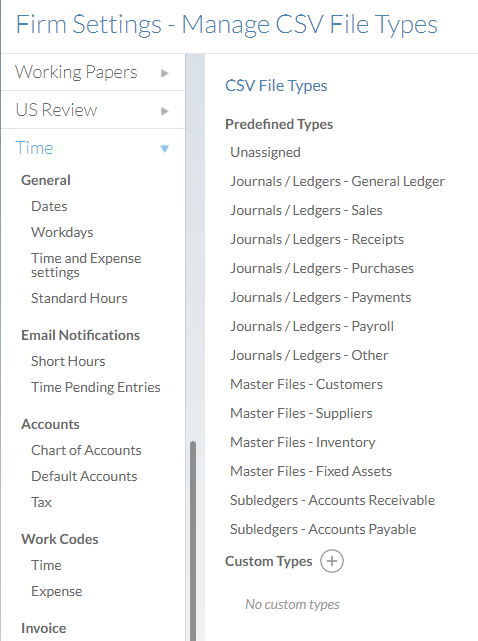 Firm Settings - Manage CSV File Types
Working Papers
US Review
Time
General
Dates
Workdays
Time and Expense
settings
Standard Hours
Email Notifications
Short Hours
Time Pending Entries
Accounts
Chart of Accounts
Default Accounts
Tax
Work Codes
Time
Expense
Invoice
CSV File Types
Predefined Types
Unassigned
Journals / Ledgers - General Ledger
Journals / Ledgers - Sales
Journals / Ledgers - Receipts
Journals / Ledgers - Purchases
Journals / Ledgers - Payments
Journals / Ledgers - Payroll
Journals / Ledgers - Other
Master Files - Customers
Master Files - Suppliers
Master Files - Inventory
Master Files - Fixed Assets
Subledgers - Accounts Receivable
Subledgers - Accounts Payable
Custom Types
No custom types